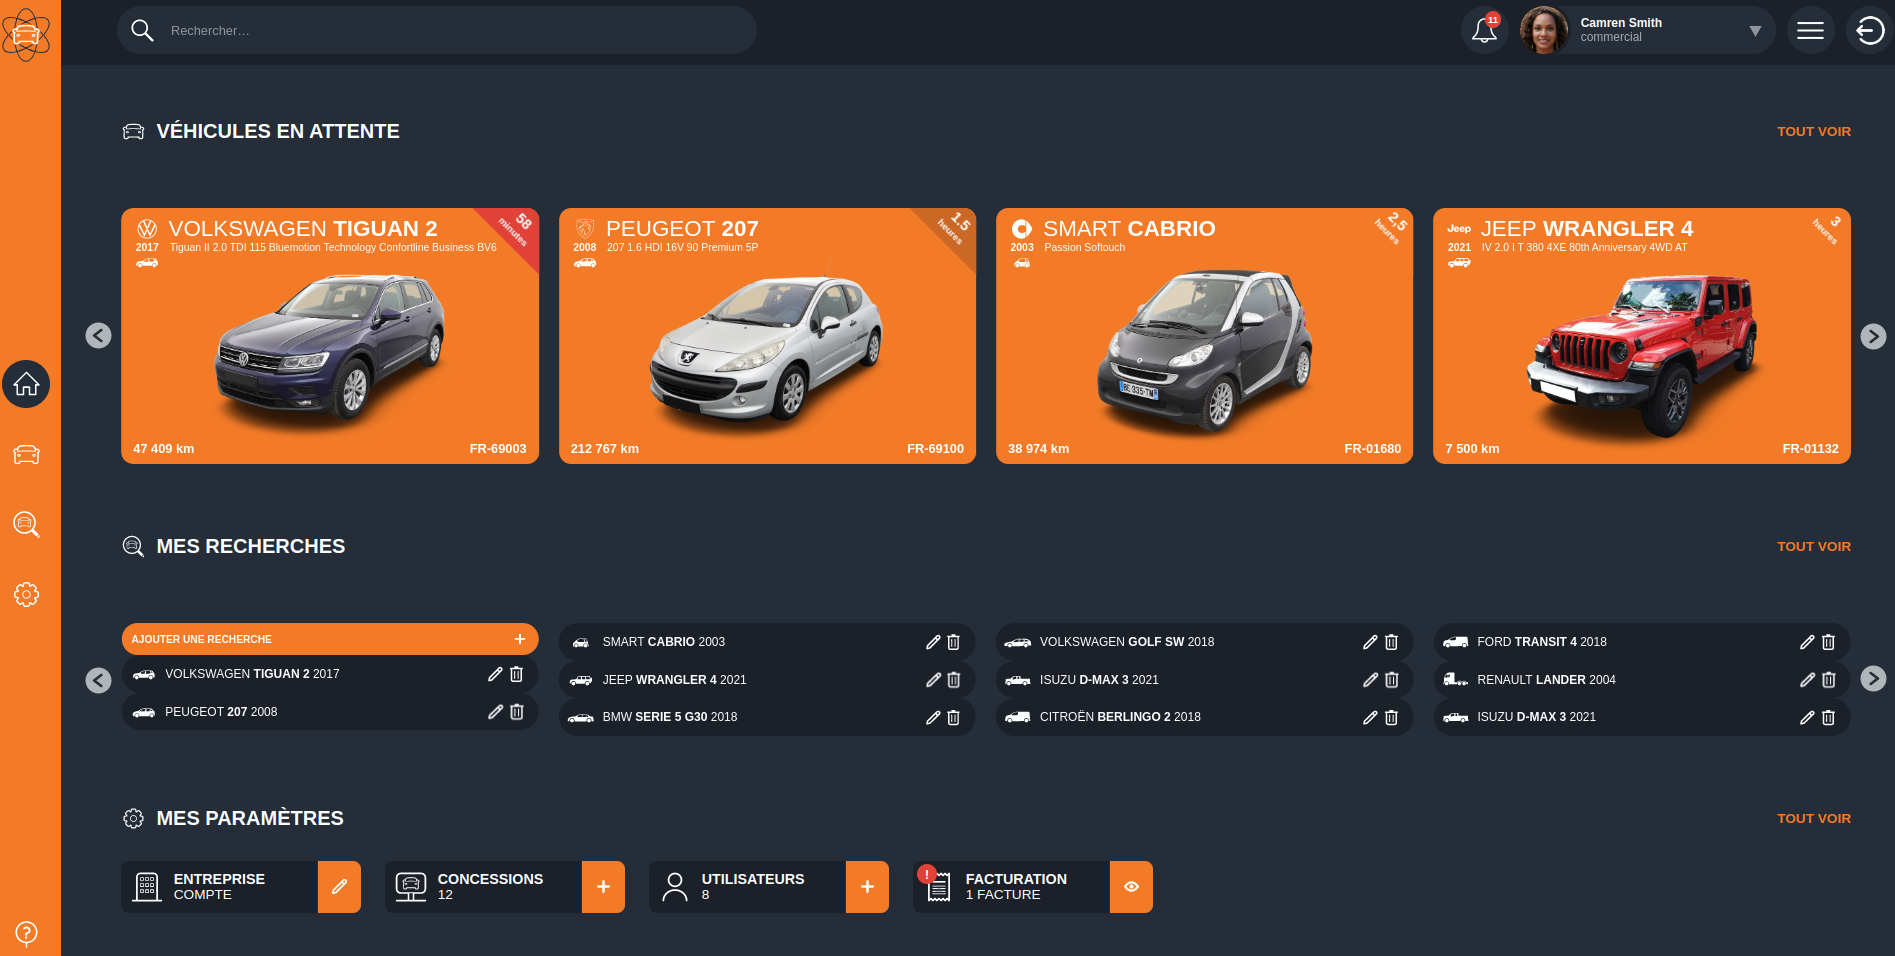 Rechercher…
11
Camren Smith
commercial
VÉHICULES EN ATTENTE
TOUT VOIR
VOLKSWAGEN TIGUAN 2
58 minutes
2017
Tiguan II 2.0 TDI 115 Bluemotion Technology Confortline Business BV6
47 409 km
FR-69003
PEUGEOT 207
1.5 heures
2008
207 1.6 HDI 16V 90 Premium 5P
212 767 km
FR-69100
SMART CABRIO
2,5 heures
2003
Passion Softouch
BE-335-TM
38 974 km
FR-01680
Jeep
JEEP WRANGLER 4
3 heures
2021
IV 2.0 I T 380 4XE 80th Anniversary 4WD AT
7 500 km
FR-01132
MES RECHERCHES
TOUT VOIR
AJOUTER UNE RECHERCHE
VOLKSWAGEN TIGUAN 2 2017
PEUGEOT 207 2008
SMART CABRIO 2003
JEEP WRANGLER 4 2021
BMW SERIE 5 G30 2018
VOLKSWAGEN GOLF SW 2018
ISUZU D-MAX 3 2021
CITROËN BERLINGO 2 2018
FORD TRANSIT 4 2018
RENAULT LANDER 2004
ISUZU D-MAX 3 2021
MES PARAMÈTRES
TOUT VOIR
ENTREPRISE
COMPTE
CONCESSIONS
12
UTILISATEURS
8
!
FACTURATION
1 FACTURE
?